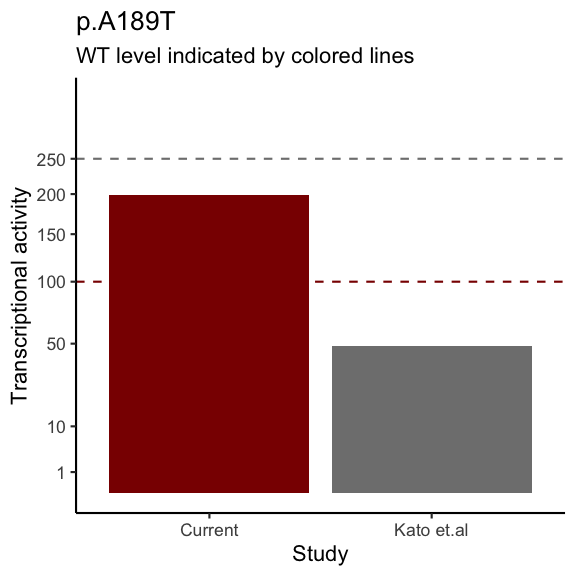 p.A189T
WT level indicated by colored lines
Transcriptional activity
250
200
150
100
50
10
1
Current
Kato et.al
Study